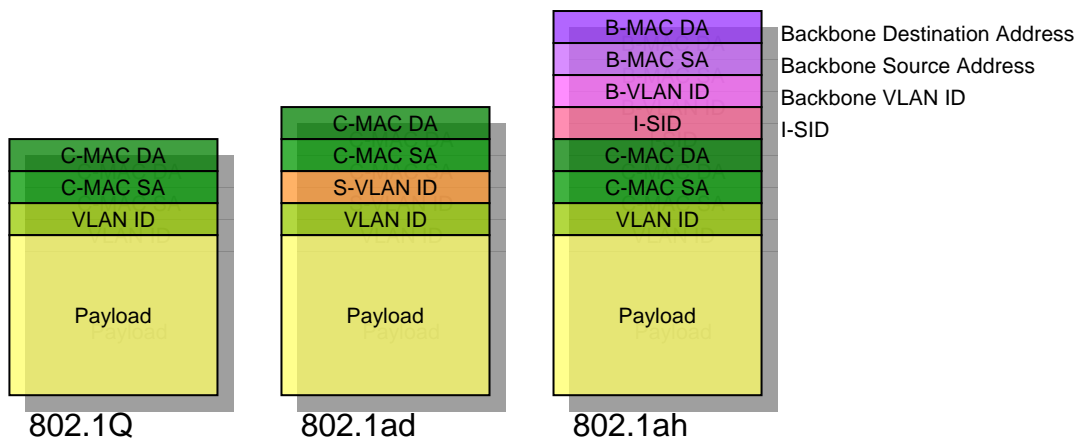 B-MAC DA
Backbone Destination Address
B-MAC SA
Backbone Source Address
B-VLAN ID
Backbone VLAN ID
C-MAC DA
I-SID
I-SID
C-MAC DA
C-MAC SA
C-MAC DA
C-MAC SA
S-VLAN ID
C-MAC SA
VLAN ID
VLAN ID
VLAN ID
Payload
Payload
Payload
802.1Q
802.1ad
802.1ah